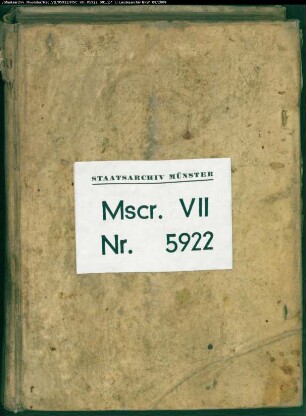 STAATSARCHIV MÜNSTER
Mscr. VII
Nr. 5922